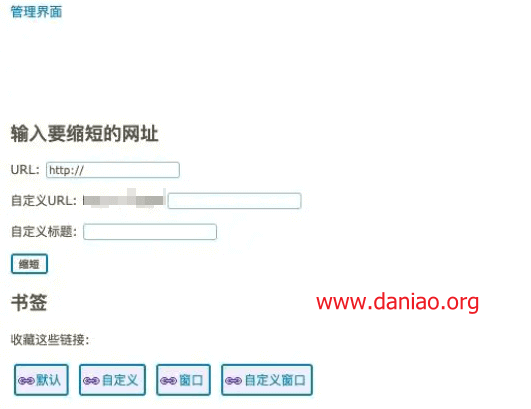 管理界面
输入要缩短的网址
URL: http://
自定义URL:
自定义标题:
缩短
书签
www.daniao.org
收藏这些链接:
默认 自定义 窗口 自定义窗口